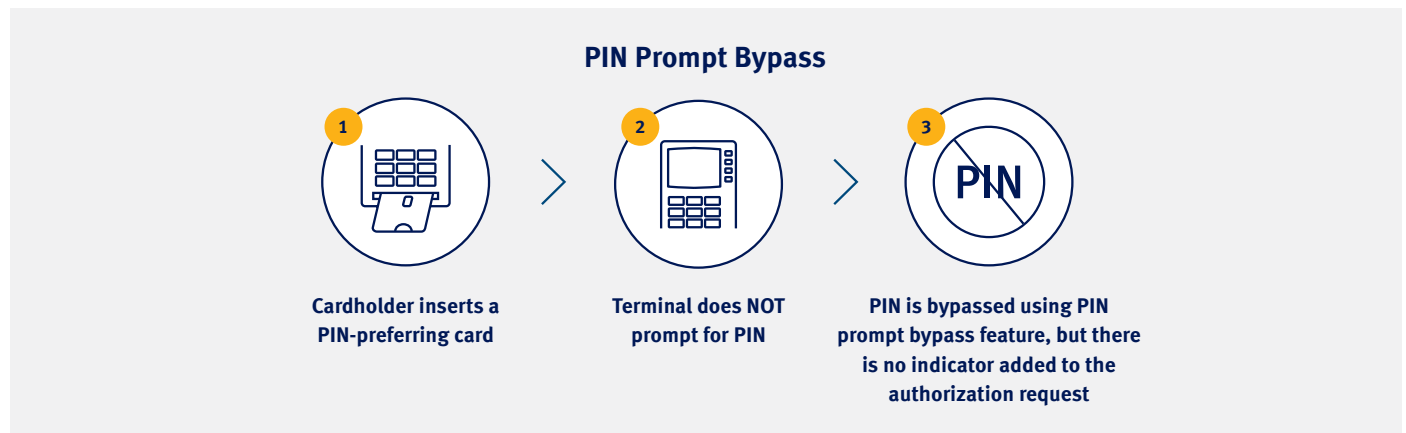 PIN Prompt Bypass
1
2
3
PIN
Cardholder inserts a
PIN-preferring card
Terminal does NOT
prompt for PIN
PIN is bypassed using PIN
prompt bypass feature, but there
is no indicator added to the
authorization request